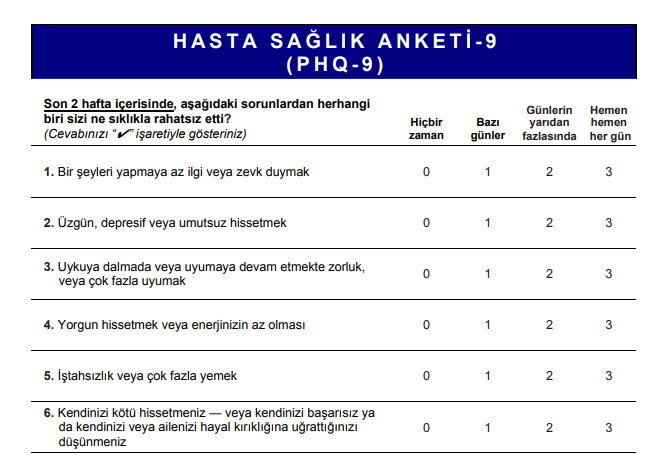 HASTA SAĞLIK ANKETİ-9
(PHQ-9)
Son 2 hafta içerisinde, aşağıdaki sorunlardan herhangi
biri sizi ne sıklıkla rahatsız etti?
(Cevabınızı “✔” işaretiyle gösteriniz)
Hiçbir
zaman
Bazı
günler
Günlerin
yarıdan
fazlasında
Hemen
hemen
her gün
1. Bir şeyleri yapmaya az ilgi veya zevk duymak 0 1 2 3
2. Üzgün, depresif veya umutsuz hissetmek 0 1 2 3
3. Uykuya dalmada veya uyumaya devam etmekte zorluk,
veya çok fazla uyumak 0 1 2 3
4. Yorgun hissetmek veya enerjinizin az olması 0 1 2 3
5. İştahsızlık veya çok fazla yemek 0 1 2 3
6. Kendinizi kötü hissetmeniz — veya kendinizi başarısız ya
da kendinizi veya ailenizi hayal kırıklığına uğrattığınızı 0 1 2 3
düşünmeniz